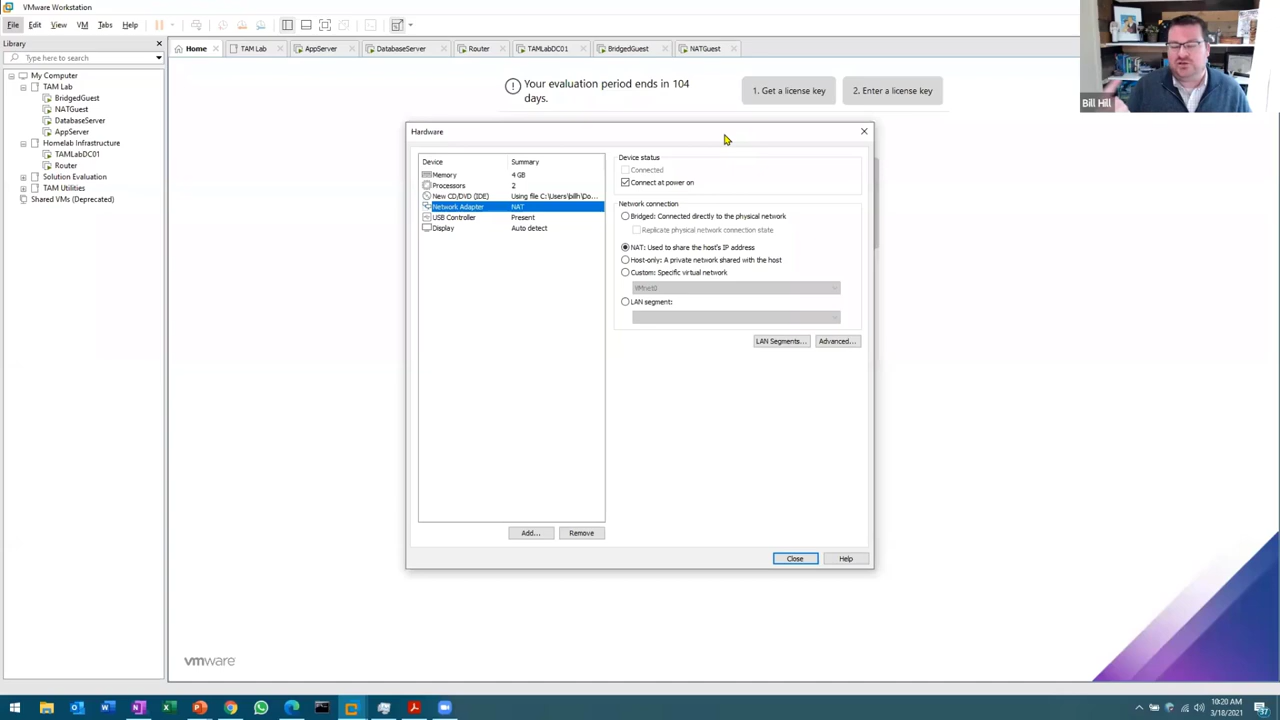 VMware Workstation
File Edit View VM Tabs Help
Library
Type here to search
My Computer
TAM Lab
BridgedGuest
NATGuest
DatabaseServer
AppServer
Homelab Infrastructure
TAMLabDC01
Router
Solution Evaluation
TAM Utilities
Shared VMs (Deprecated)
Home TAM Lab AppServer DatabaseServer Router TAMLabDC01 BridgedGuest NATGuest
Your evaluation period ends in 104
days.
1. Get a license key
2. Enter a license key
Bill Hill
Hardware
Device Summary
Memory 4 GB
Processors 2
New CD/DVD (IDE) Using file C:\Users\billh\Do...
Network Adapter NAT
USB Controller Present
Display Auto detect
Add... Remove
Device status
Connected
Connect at power on
Network connection
Bridged: Connected directly to the physical network
Replicate physical network connection state
NAT: Used to share the host's IP address
Host-only: A private network shared with the host
Custom: Specific virtual network
VMnet0
LAN segment:
LAN Segments... Advanced...
Close Help
vmware
10:20 AM
3/18/2021
37